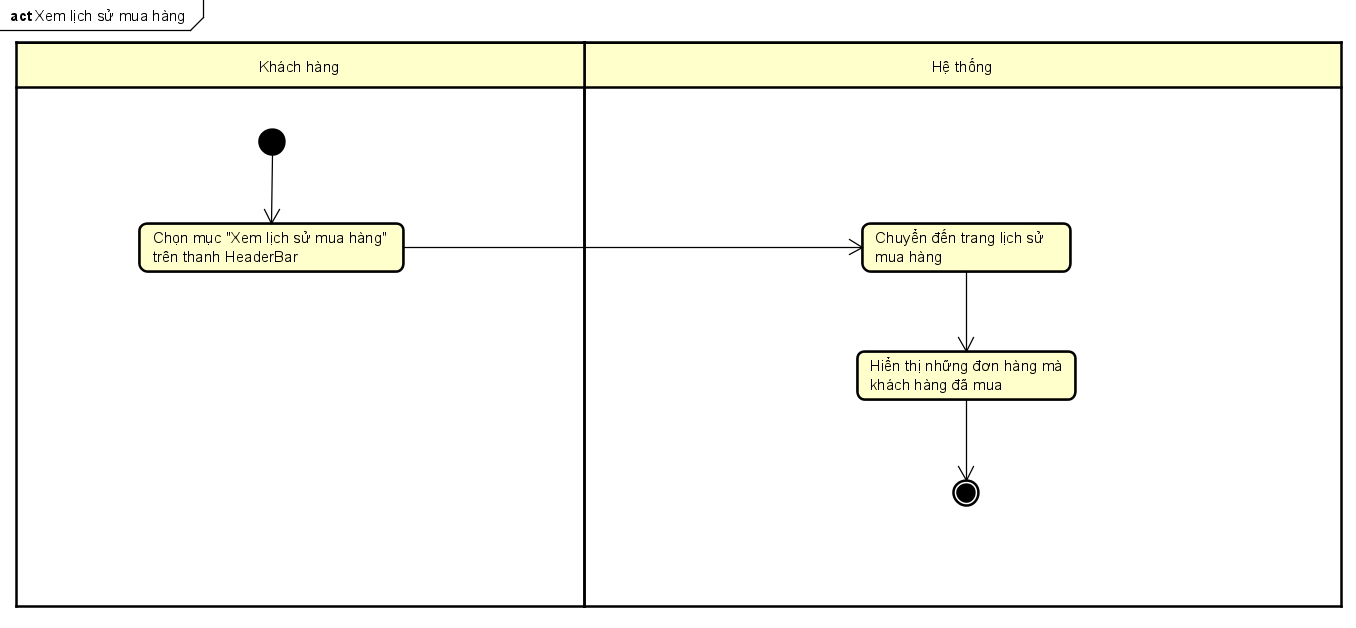 act Xem lịch sử mua hàng
Khách hàng
Hệ thống
Chọn mục "Xem lịch sử mua hàng"
trên thanh HeaderBar
Chuyển đến trang lịch sử
mua hàng
Hiển thị những đơn hàng mà
khách hàng đã mua